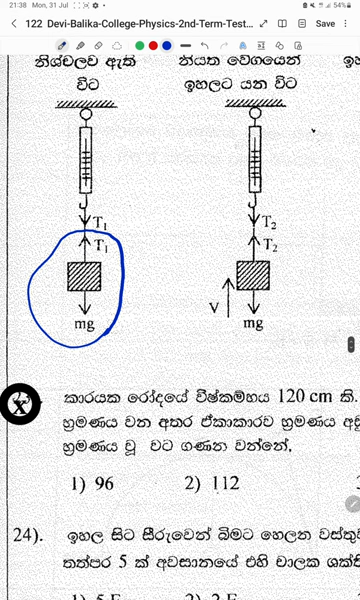 21:38 Mon, 31 Jul
54%
122 Devi-Balika-College-Physics-2nd-Term-Test...
Save
නිශ්චලව ඇති
විට
නියත වේගයෙන්
ඉහලට යන විට
T1
T1
mg
T2
T2
V
mg
කාරයක රෝදයේ විෂ්කම්භය 120 cm කි.
භ්‍රමණය වන අතර ඒකාකාරව භ්‍රමණය
භ්‍රමණය වූ වට ගණන වන්නේ,
1) 96 2) 112
24). ඉහල සිට සීරුවෙන් බිමට හෙලන
තත්පර 5 ක් අවසානයේ එහි චාලක